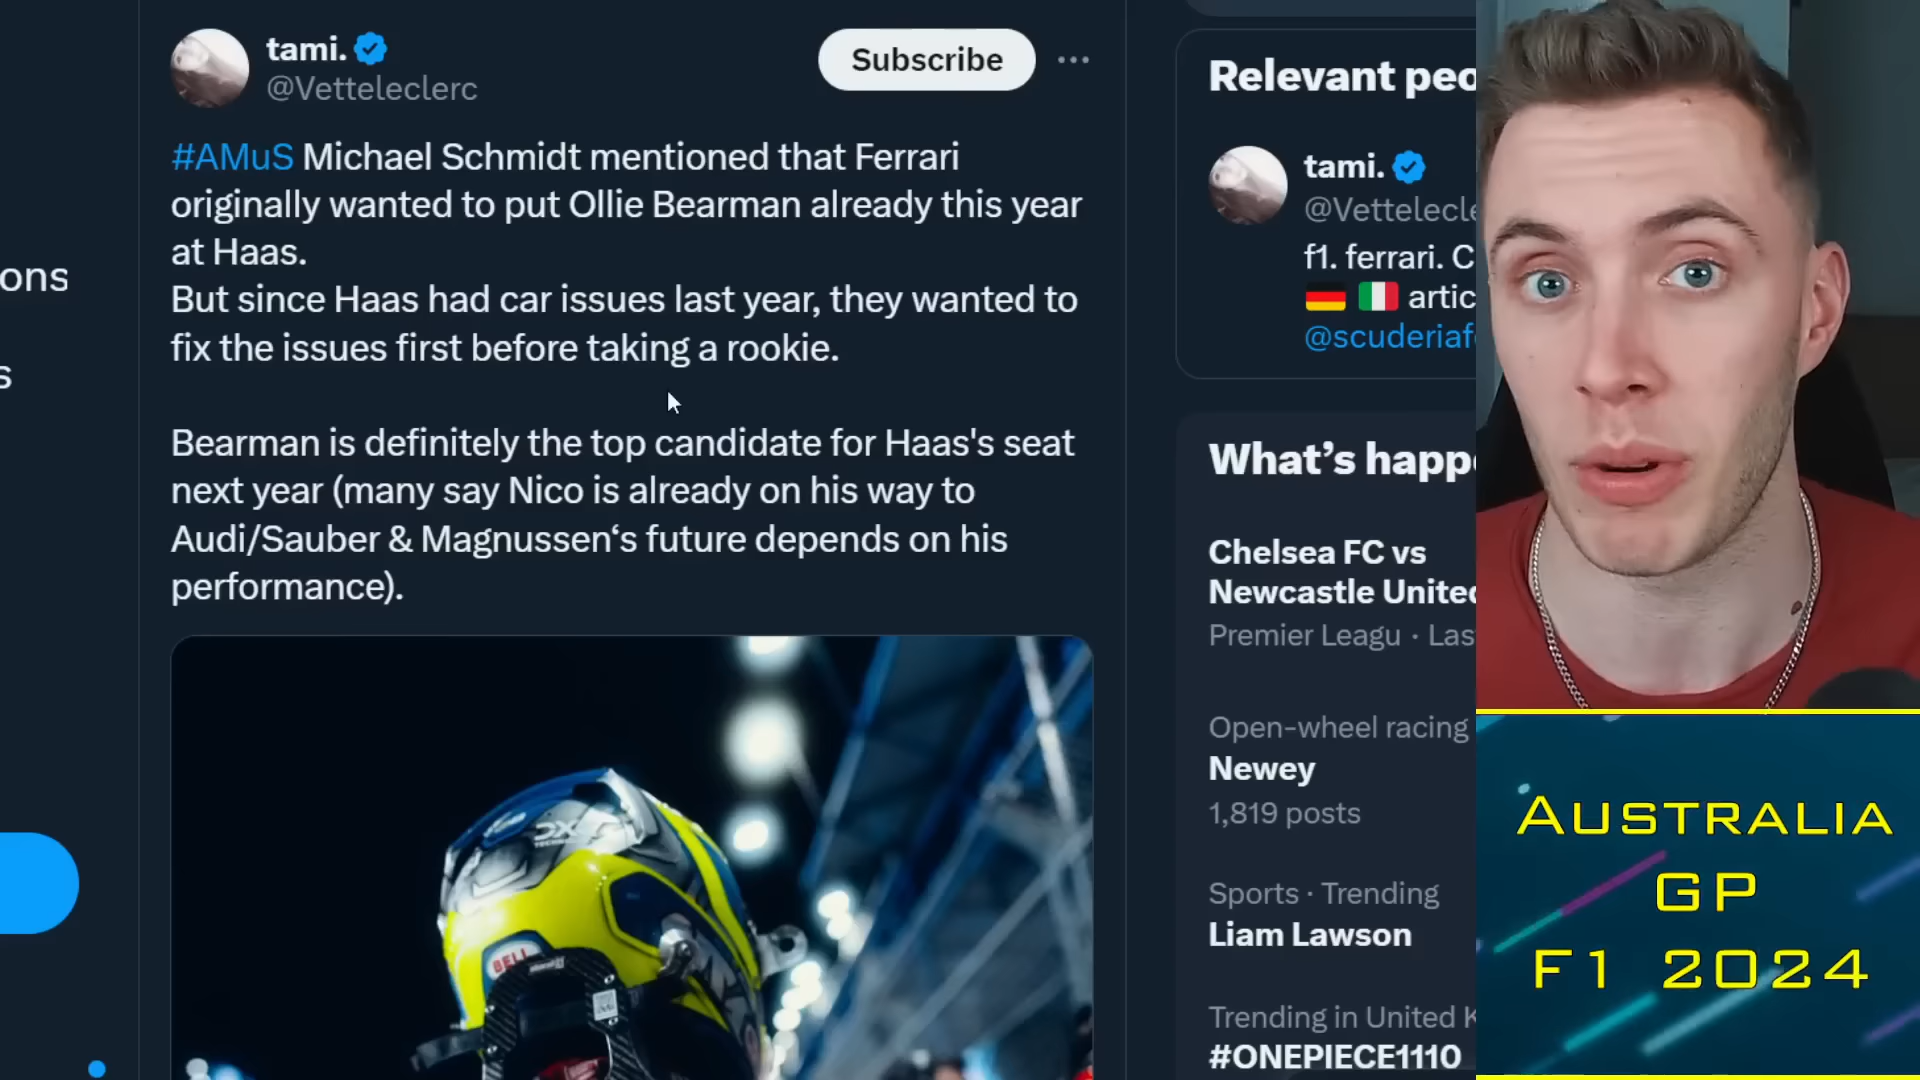 tami.
@Vetteleclerc
Subscribe
#AMuS Michael Schmidt mentioned that Ferrari
originally wanted to put Ollie Bearman already this year
at Haas.
But since Haas had car issues last year, they wanted to
fix the issues first before taking a rookie.
Bearman is definitely the top candidate for Haas's seat
next year (many say Nico is already on his way to
Audi/Sauber & Magnussen‘s future depends on his
performance).
BELL
ons
s
Relevant peo
tami.
@Vettelecle
f1. ferrari. C
artic
@scuderiaf
What’s happe
Chelsea FC vs
Newcastle United
Premier Leagu · Las
Open-wheel racing
Newey
1,819 posts
Sports · Trending
Liam Lawson
Trending in United K
#ONEPIECE1110
AUSTRALIA
GP
F1 2024